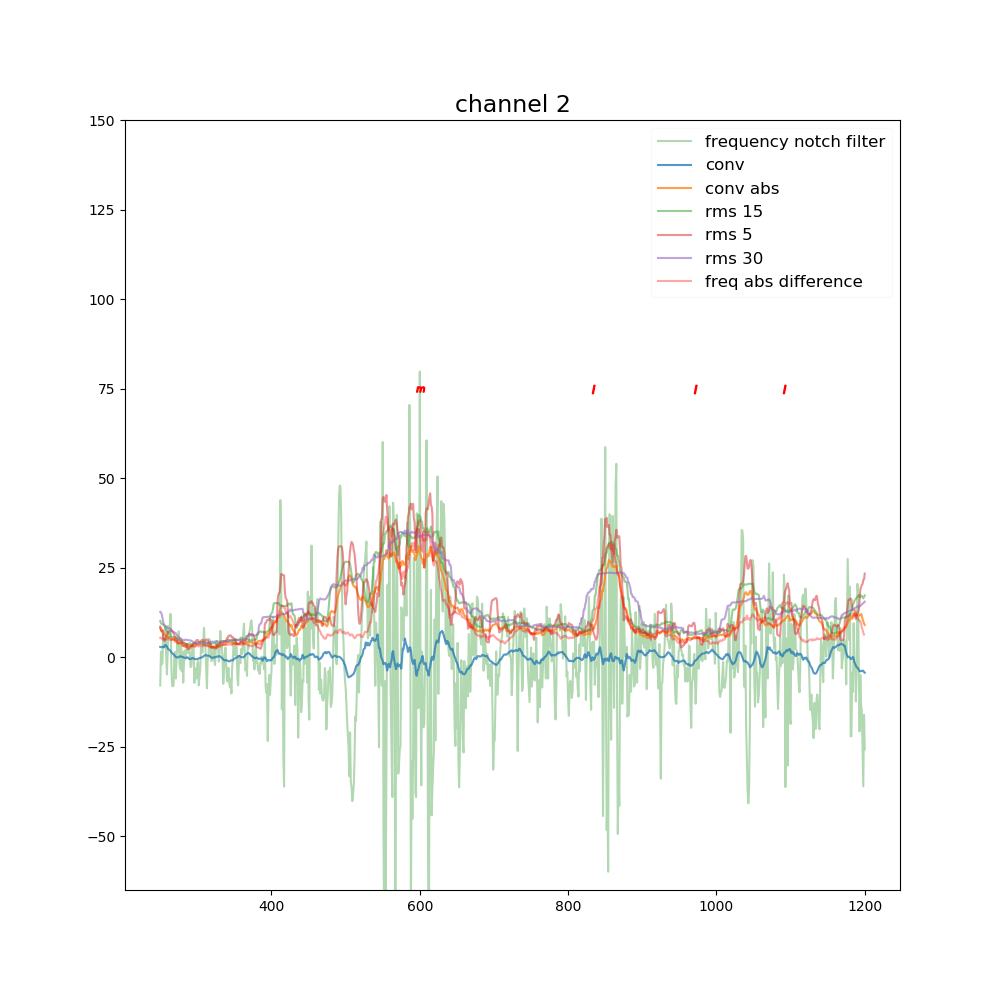 channel 2
150
125
100
75
50
25
0
−25
−50
400 600 800 1000 1200
frequency notch filter
conv
conv abs
rms 15
rms 5
rms 30
freq abs difference
m l l l